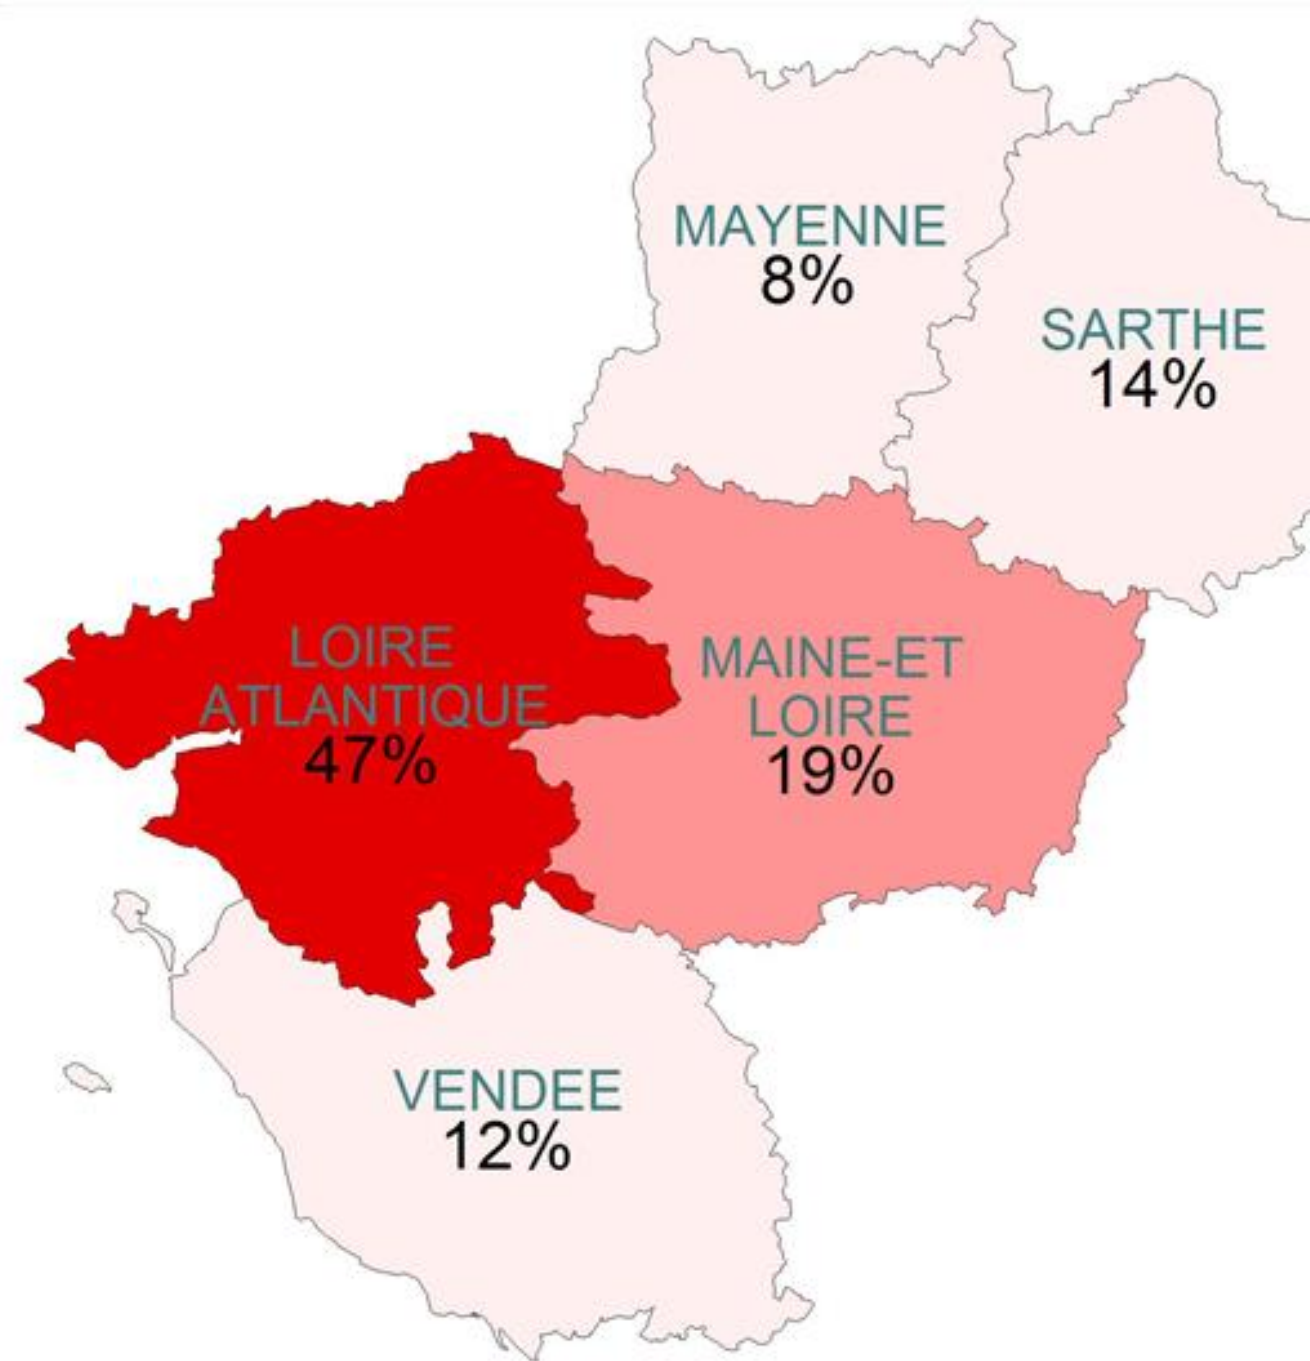 MAYENNE
8%
SARTHE
14%
LOIRE
ATLANTIQUE
47%
MAINE-ET
LOIRE
19%
VENDEE
12%